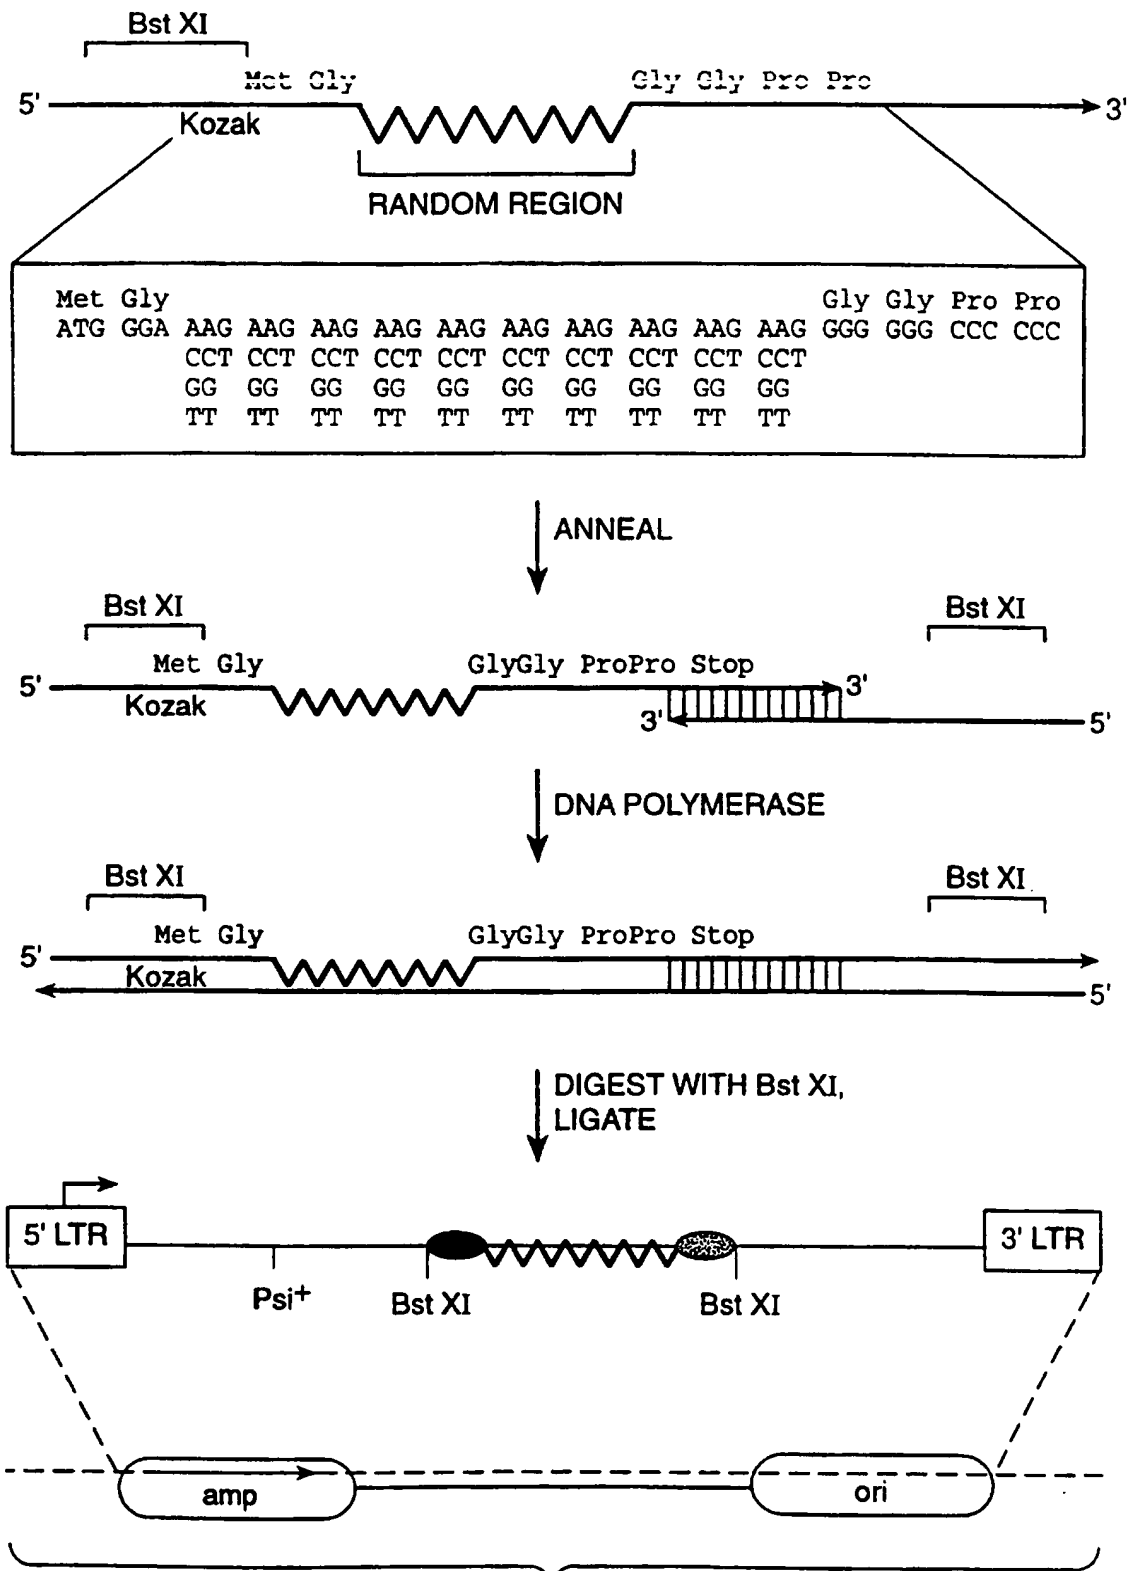 Bst XI
Met Gly
Gly Gly Pro Pro
5'
3'
Kozak
RANDOM REGION
Met Gly Gly Gly Pro Pro
ATG GGA AAG AAG AAG AAG AAG AAG AAG AAG AAG AAG GGG GGG CCC CCC
CCT CCT CCT CCT CCT CCT CCT CCT CCT CCT
GG GG GG GG GG GG GG GG GG GG
TT TT TT TT TT TT TT TT TT TT
ANNEAL
Bst XI Bst XI
Met Gly GlyGly ProPro Stop
5' 3'
Kozak
3' 5'
DNA POLYMERASE
Bst XI Bst XI
Met Gly GlyGly ProPro Stop
5'
Kozak
5'
DIGEST WITH Bst XI,
LIGATE
5' LTR 3' LTR
Psi+ Bst XI Bst XI
amp ori